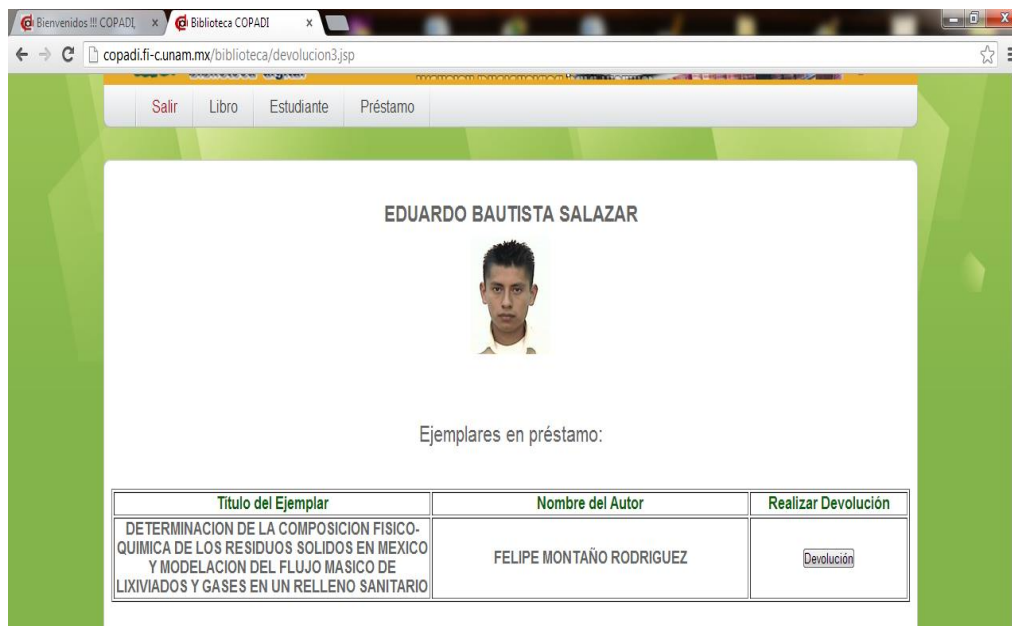 Bienvenidos !!! COPADI,
Biblioteca COPADI
copadi.fi-c.unam.mx/biblioteca/devolucion3.jsp
Salir Libro Estudiante Préstamo
EDUARDO BAUTISTA SALAZAR
Ejemplares en préstamo:
Título del Ejemplar Nombre del Autor Realizar Devolución
DETERMINACION DE LA COMPOSICION FISICO-
QUIMICA DE LOS RESIDUOS SOLIDOS EN MEXICO
Y MODELACION DEL FLUJO MASICO DE
LIXIVIADOS Y GASES EN UN RELLENO SANITARIO
FELIPE MONTAÑO RODRIGUEZ
Devolución